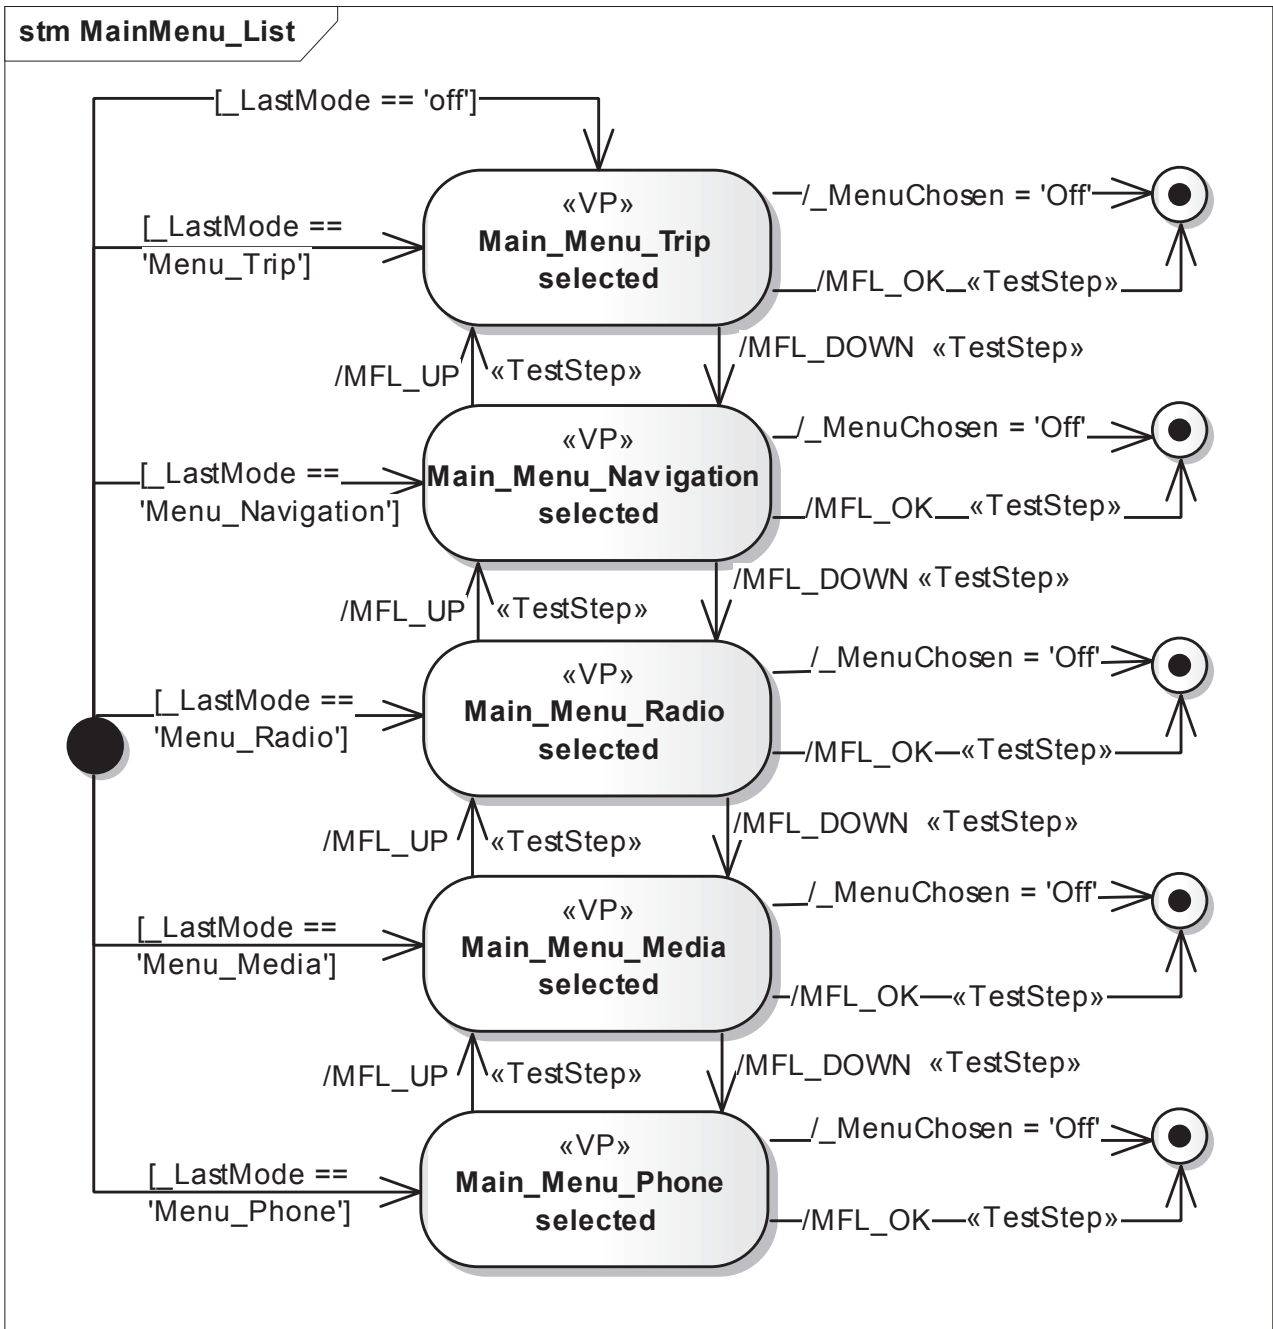 stm MainMenu_List
[_LastMode == 'off']
«VP»
Main_Menu_Trip
selected
[_LastMode ==
'Menu_Trip']
/_MenuChosen = 'Off'
/MFL_OK «TestStep»
/MFL_UP «TestStep»
/MFL_DOWN «TestStep»
«VP»
Main_Menu_Navigation
selected
[_LastMode ==
'Menu_Navigation']
/_MenuChosen = 'Off'
/MFL_OK «TestStep»
/MFL_UP «TestStep»
/MFL_DOWN «TestStep»
«VP»
Main_Menu_Radio
selected
[_LastMode ==
'Menu_Radio']
/_MenuChosen = 'Off'
/MFL_OK «TestStep»
/MFL_UP «TestStep»
/MFL_DOWN «TestStep»
«VP»
Main_Menu_Media
selected
[_LastMode ==
'Menu_Media']
/_MenuChosen = 'Off'
/MFL_OK «TestStep»
/MFL_UP «TestStep»
/MFL_DOWN «TestStep»
«VP»
Main_Menu_Phone
selected
[_LastMode ==
'Menu_Phone']
/_MenuChosen = 'Off'
/MFL_OK «TestStep»